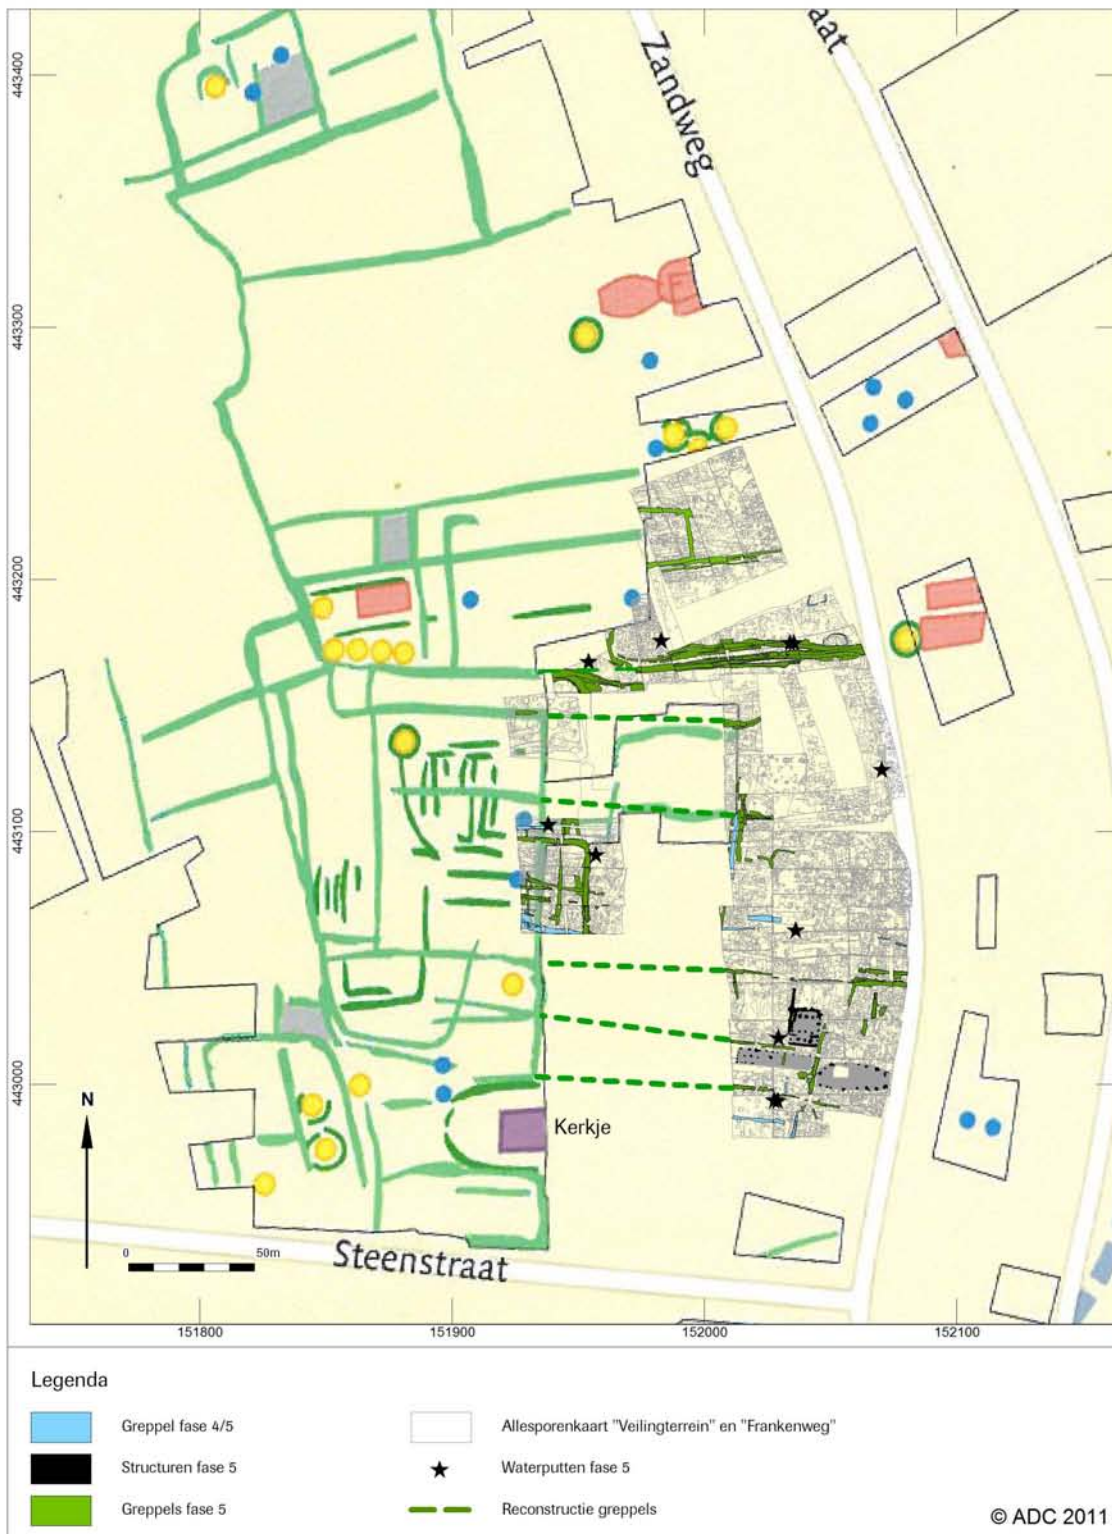 Zandweg
aat
443400
443300
443200
443100
443000
N
Kerkje
0 50m
Steenstraat
151800 151900 152000 152100
Legenda
Greppel fase 4/5
Structuren fase 5
Greppels fase 5
Allesporenkaart "Veilingterrein" en "Frankenweg"
Waterputten fase 5
Reconstructie greppels
© ADC 2011